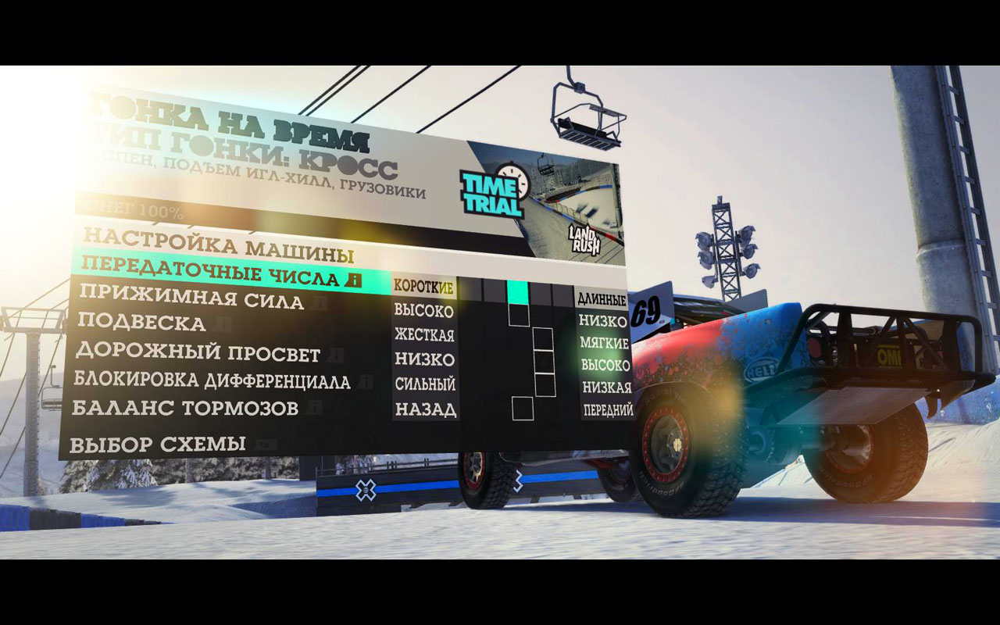 ГОНКА НА ВРЕМЯ
ТИП ГОНКИ: КРОСС
АСПЕН, ПОДЪЕМ ИГЛ-ХИЛЛ, ГРУЗОВИКИ
TIME
TRIAL
LAND
RUSH
СНЕГ 100%
НАСТРОЙКА МАШИНЫ
ПЕРЕДАТОЧНЫЕ ЧИСЛА i КОРОТКИЕ ДЛИННЫЕ
ПРИЖИМНАЯ СИЛА i ВЫСОКО НИЗКО
ПОДВЕСКА i ЖЕСТКАЯ МЯГКИЕ
ДОРОЖНЫЙ ПРОСВЕТ i НИЗКО ВЫСОКО
БЛОКИРОВКА ДИФФЕРЕНЦИАЛА i СИЛЬНЫЙ НИЗКАЯ
БАЛАНС ТОРМОЗОВ i НАЗАД ПЕРЕДНИЙ
ВЫБОР СХЕМЫ
69
HELLA
OMP